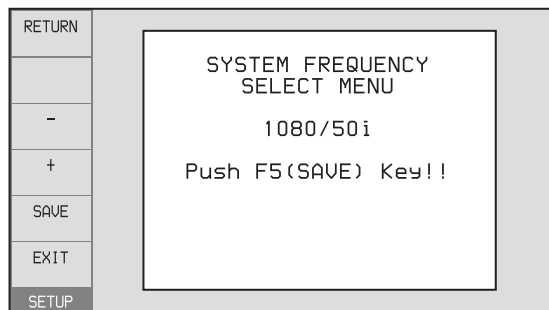 RETURN
-
+
SAVE
EXIT
SETUP
SYSTEM FREQUENCY
SELECT MENU
1080/50i
Push F5(SAVE) Key!!